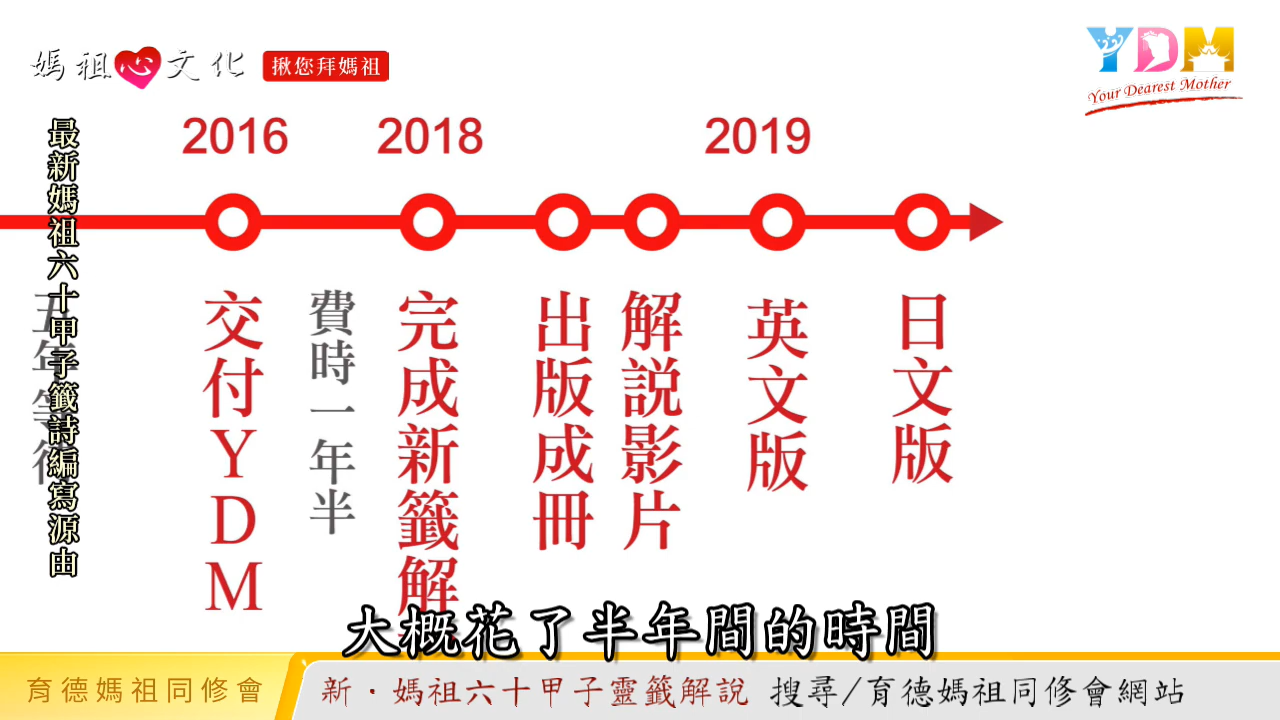 媽祖心文化
揪您拜媽祖
YDM
Your Dearest Mother
最新媽祖六十甲子籤詩編寫源由
2016
2018
2019
五年等待
交付YDM
費時一年半
完成新籤解
出版成冊
解説影片
英文版
日文版
大概花了半年間的時間
育德媽祖同修會
新・媽祖六十甲子靈籤解說 搜尋/育德媽祖同修會網站